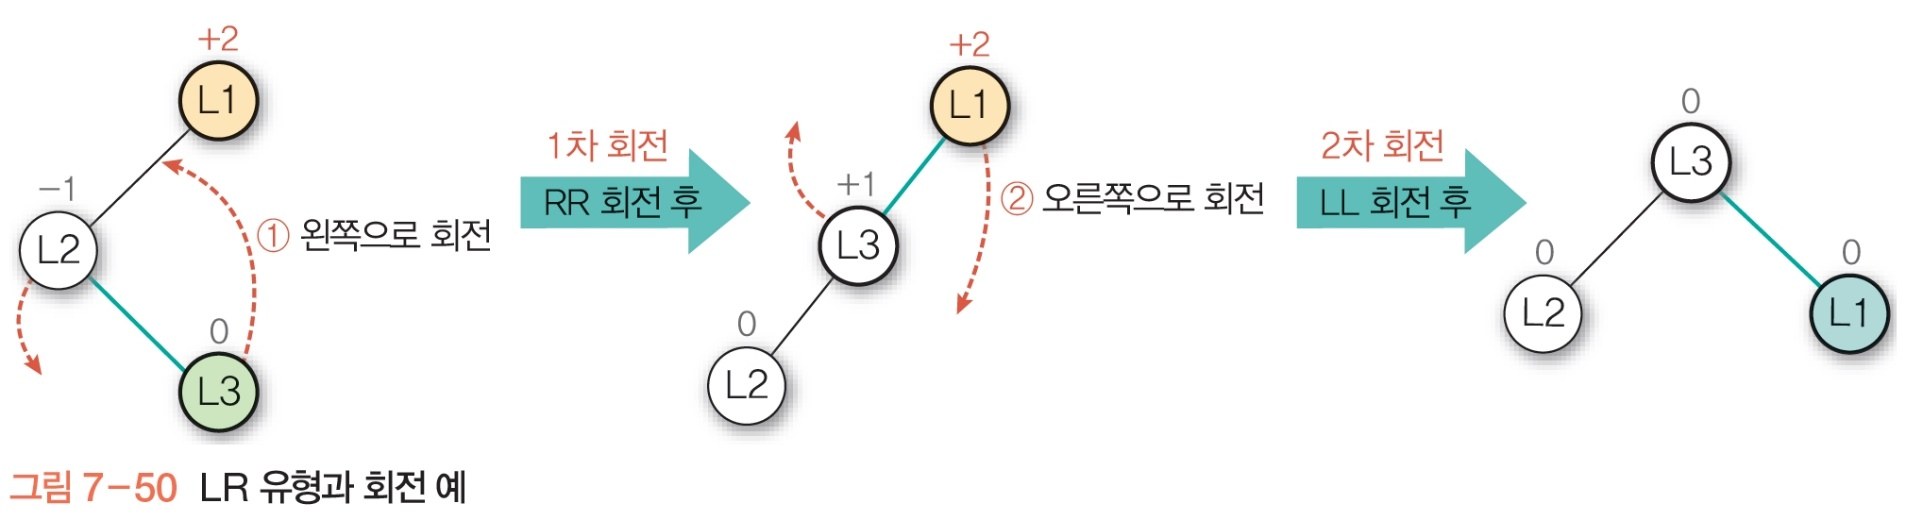 +2
L1
−1
L2
0
L3
① 왼쪽으로 회전
1차 회전
RR 회전 후
+2
L1
+1
L3
0
L2
② 오른쪽으로 회전
2차 회전
LL 회전 후
0
L3
0
L2
0
L1
그림 7−50 LR 유형과 회전 예